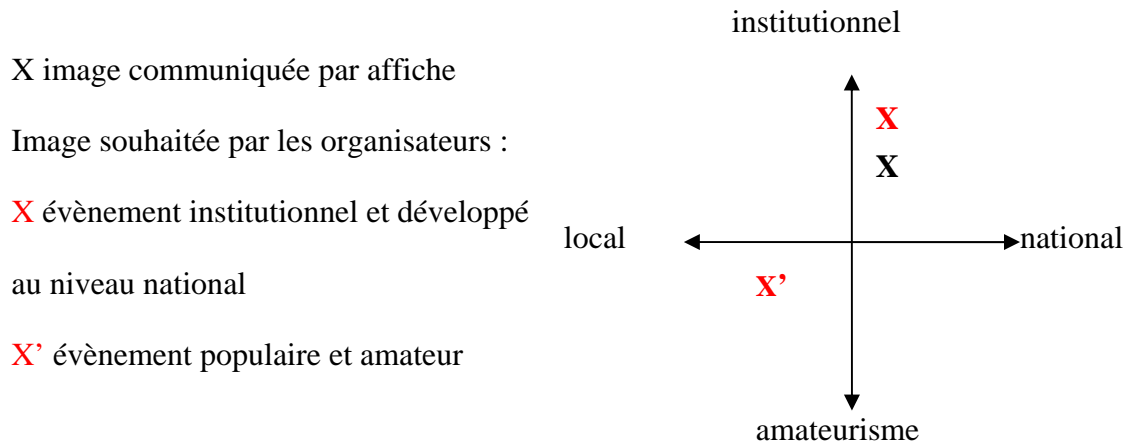 institutionnel
X image communiquée par affiche
Image souhaitée par les organisateurs :
X évènement institutionnel et développé
au niveau national
X’ évènement populaire et amateur
X
X
local
national
X’
amateurisme